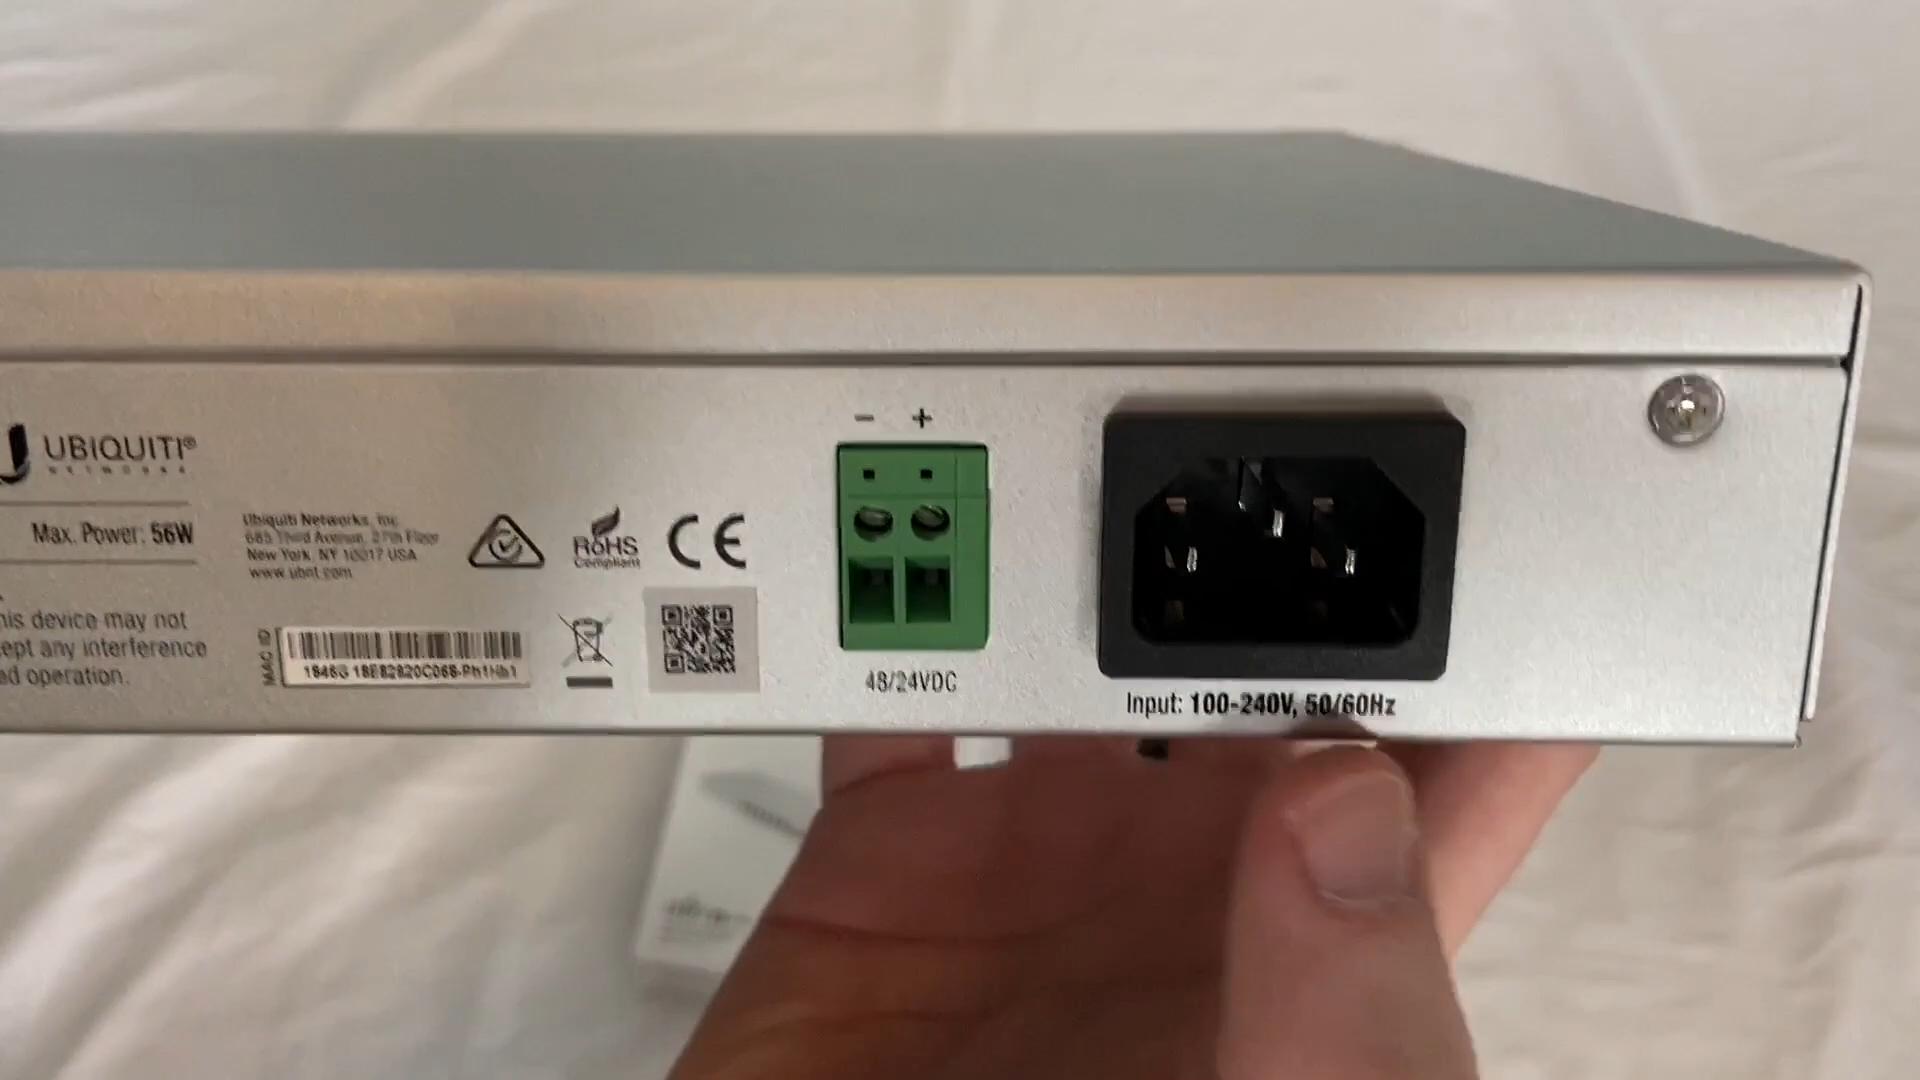 UBIQUITI®
NETWORKS
Max. Power: 56W
Ubiquiti Networks, Inc.
685 Third Avenue, 27th Floor
New York, NY 10017 USA
www.ubnt.com
RoHS
Compliant
CE
his device may not
ept any interference
ed operation.
MAC ID
− +
48/24VDC
Input: 100-240V, 50/60Hz